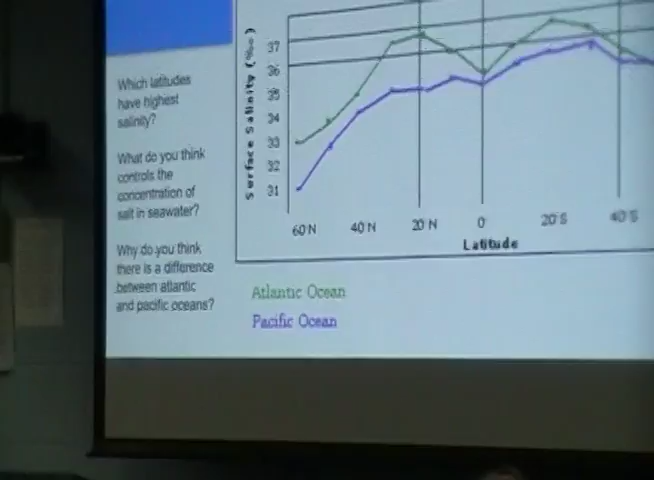 Which latitudes
have highest
salinity?
What do you think
controls the
concentration of
salt in seawater?
Why do you think
there is a difference
between atlantic
and pacific oceans?
Surface Salinity (‰)
37
36
35
34
33
32
31
60 N 40 N 20 N 0 20 S 40 S
Latitude
Atlantic Ocean
Pacific Ocean